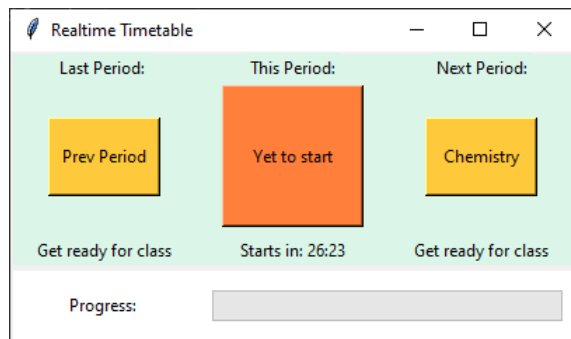 Realtime Timetable
Last Period: This Period: Next Period:
Prev Period Yet to start Chemistry
Get ready for class Starts in: 26:23 Get ready for class
Progress: